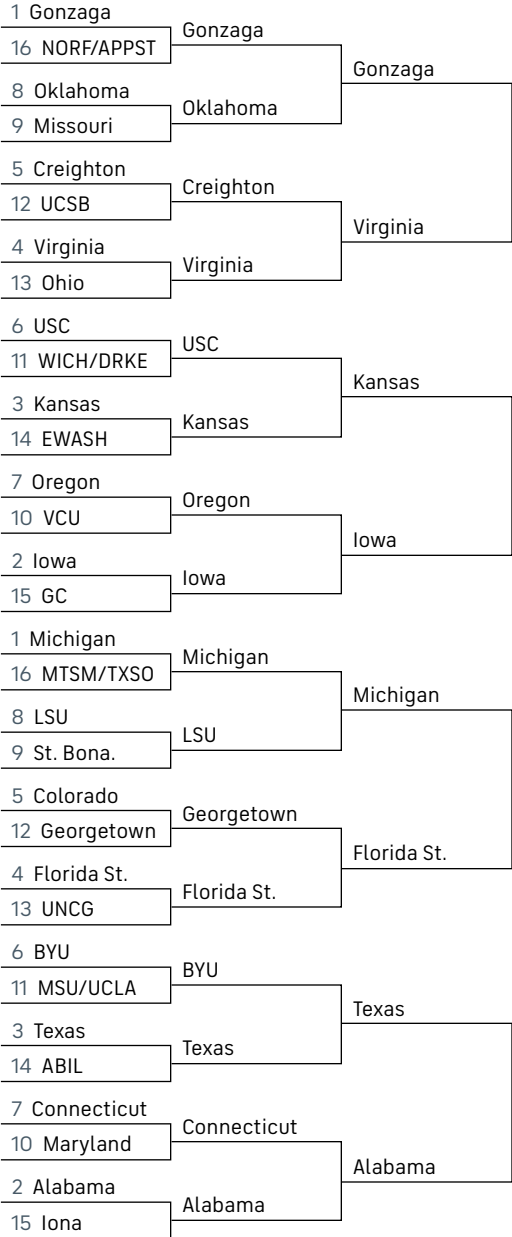 1 Gonzaga
16 NORF/APPST
8 Oklahoma
9 Missouri
5 Creighton
12 UCSB
4 Virginia
13 Ohio
6 USC
11 WICH/DRKE
3 Kansas
14 EWASH
7 Oregon
10 VCU
2 Iowa
15 GC
1 Michigan
16 MTSM/TXSO
8 LSU
9 St. Bona.
5 Colorado
12 Georgetown
4 Florida St.
13 UNCG
6 BYU
11 MSU/UCLA
3 Texas
14 ABIL
7 Connecticut
10 Maryland
2 Alabama
15 Iona
Gonzaga
Oklahoma
Creighton
Virginia
USC
Kansas
Oregon
Iowa
Michigan
LSU
Georgetown
Florida St.
BYU
Texas
Connecticut
Alabama
Gonzaga
Virginia
Kansas
Iowa
Michigan
Florida St.
Texas
Alabama